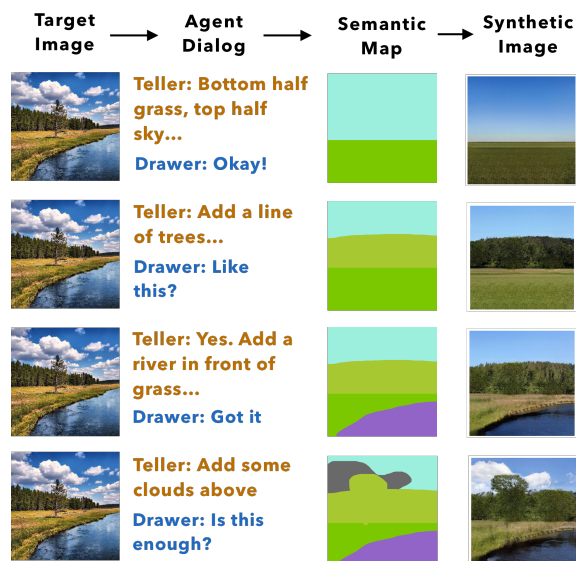 Target Image
Agent Dialog
Semantic Map
Synthetic Image
Teller: Bottom half
grass, top half
sky...
Drawer: Okay!
Teller: Add a line
of trees...
Drawer: Like
this?
Teller: Yes. Add a
river in front of
grass...
Drawer: Got it
Teller: Add some
clouds above
Drawer: Is this
enough?